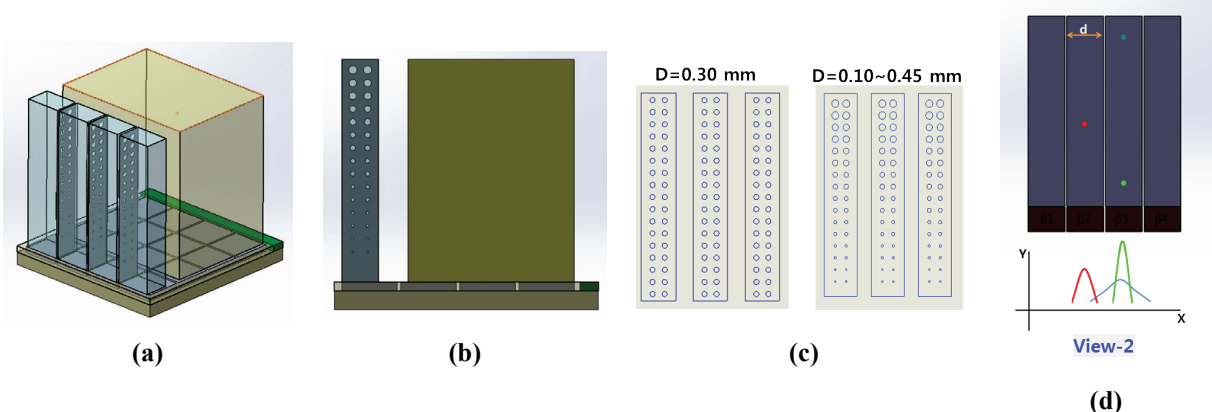 D=0.30 mm
D=0.10~0.45 mm
d
β1 β2 β3 β4
Y
X
View-2
(a)
(b)
(c)
(d)